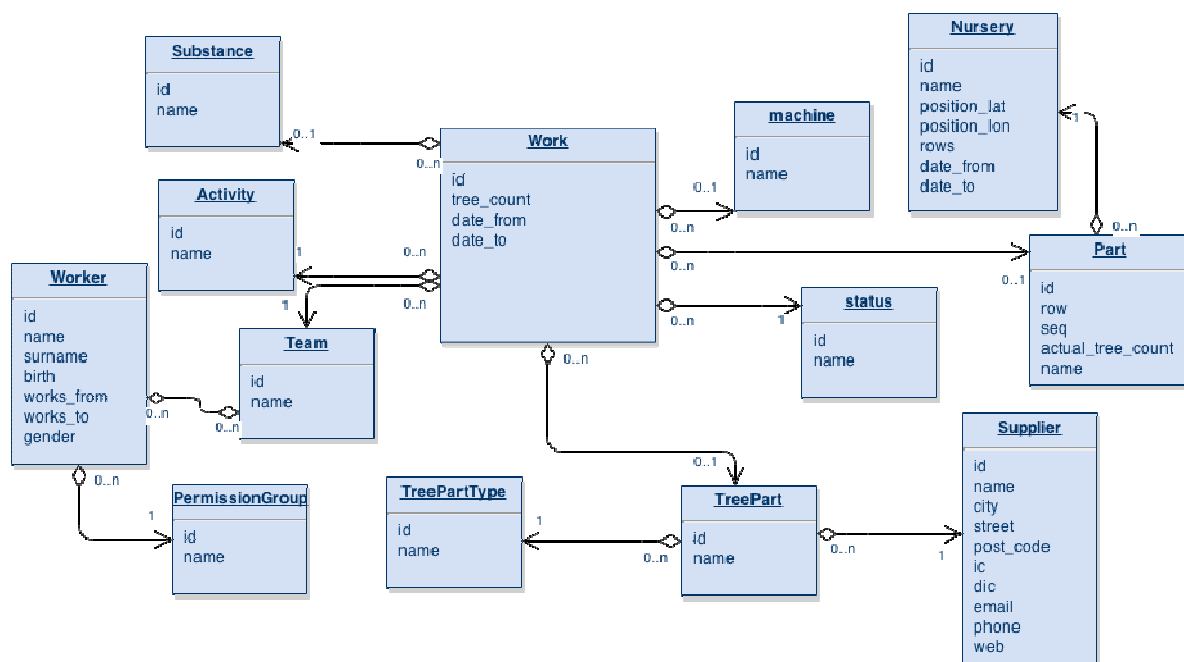 Substance
id
name
0..1
0..n
Work
id
tree_count
date_from
date_to
machine
id
name
0..1
0..n
Nursery
id
name
position_lat
position_lon
rows
date_from
date_to
1
0..n
Part
id
row
seq
actual_tree_count
name
0..n
0..1
Activity
id
name
1
0..n
0..n
1
Worker
id
name
surname
birth
works_from
works_to
gender
Team
id
name
0..n
0..n
status
id
name
0..n
1
0..n
0..1
0..n
1
PermissionGroup
id
name
TreePartType
id
name
1
0..n
TreePart
id
name
0..n
1
Supplier
id
name
city
street
post_code
ic
dic
email
phone
web